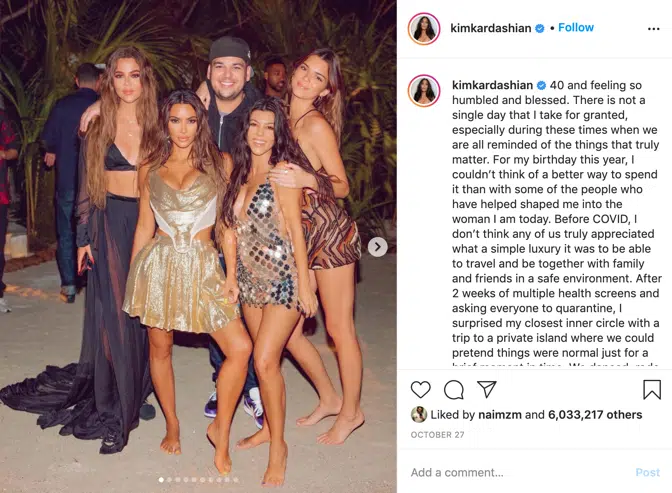 kimkardashian • Follow
kimkardashian 40 and feeling so
humbled and blessed. There is not a
single day that I take for granted,
especially during these times when we
are all reminded of the things that truly
matter. For my birthday this year, I
couldn't think of a better way to spend
it than with some of the people who
have helped shaped me into the
woman I am today. Before COVID, I
don't think any of us truly appreciated
what a simple luxury it was to be able
to travel and be together with family
and friends in a safe environment. After
2 weeks of multiple health screens and
asking everyone to quarantine, I
surprised my closest inner circle with a
trip to a private island where we could
pretend things were normal just for a
Liked by naimzm and 6,033,217 others
OCTOBER 27
Add a comment... Post